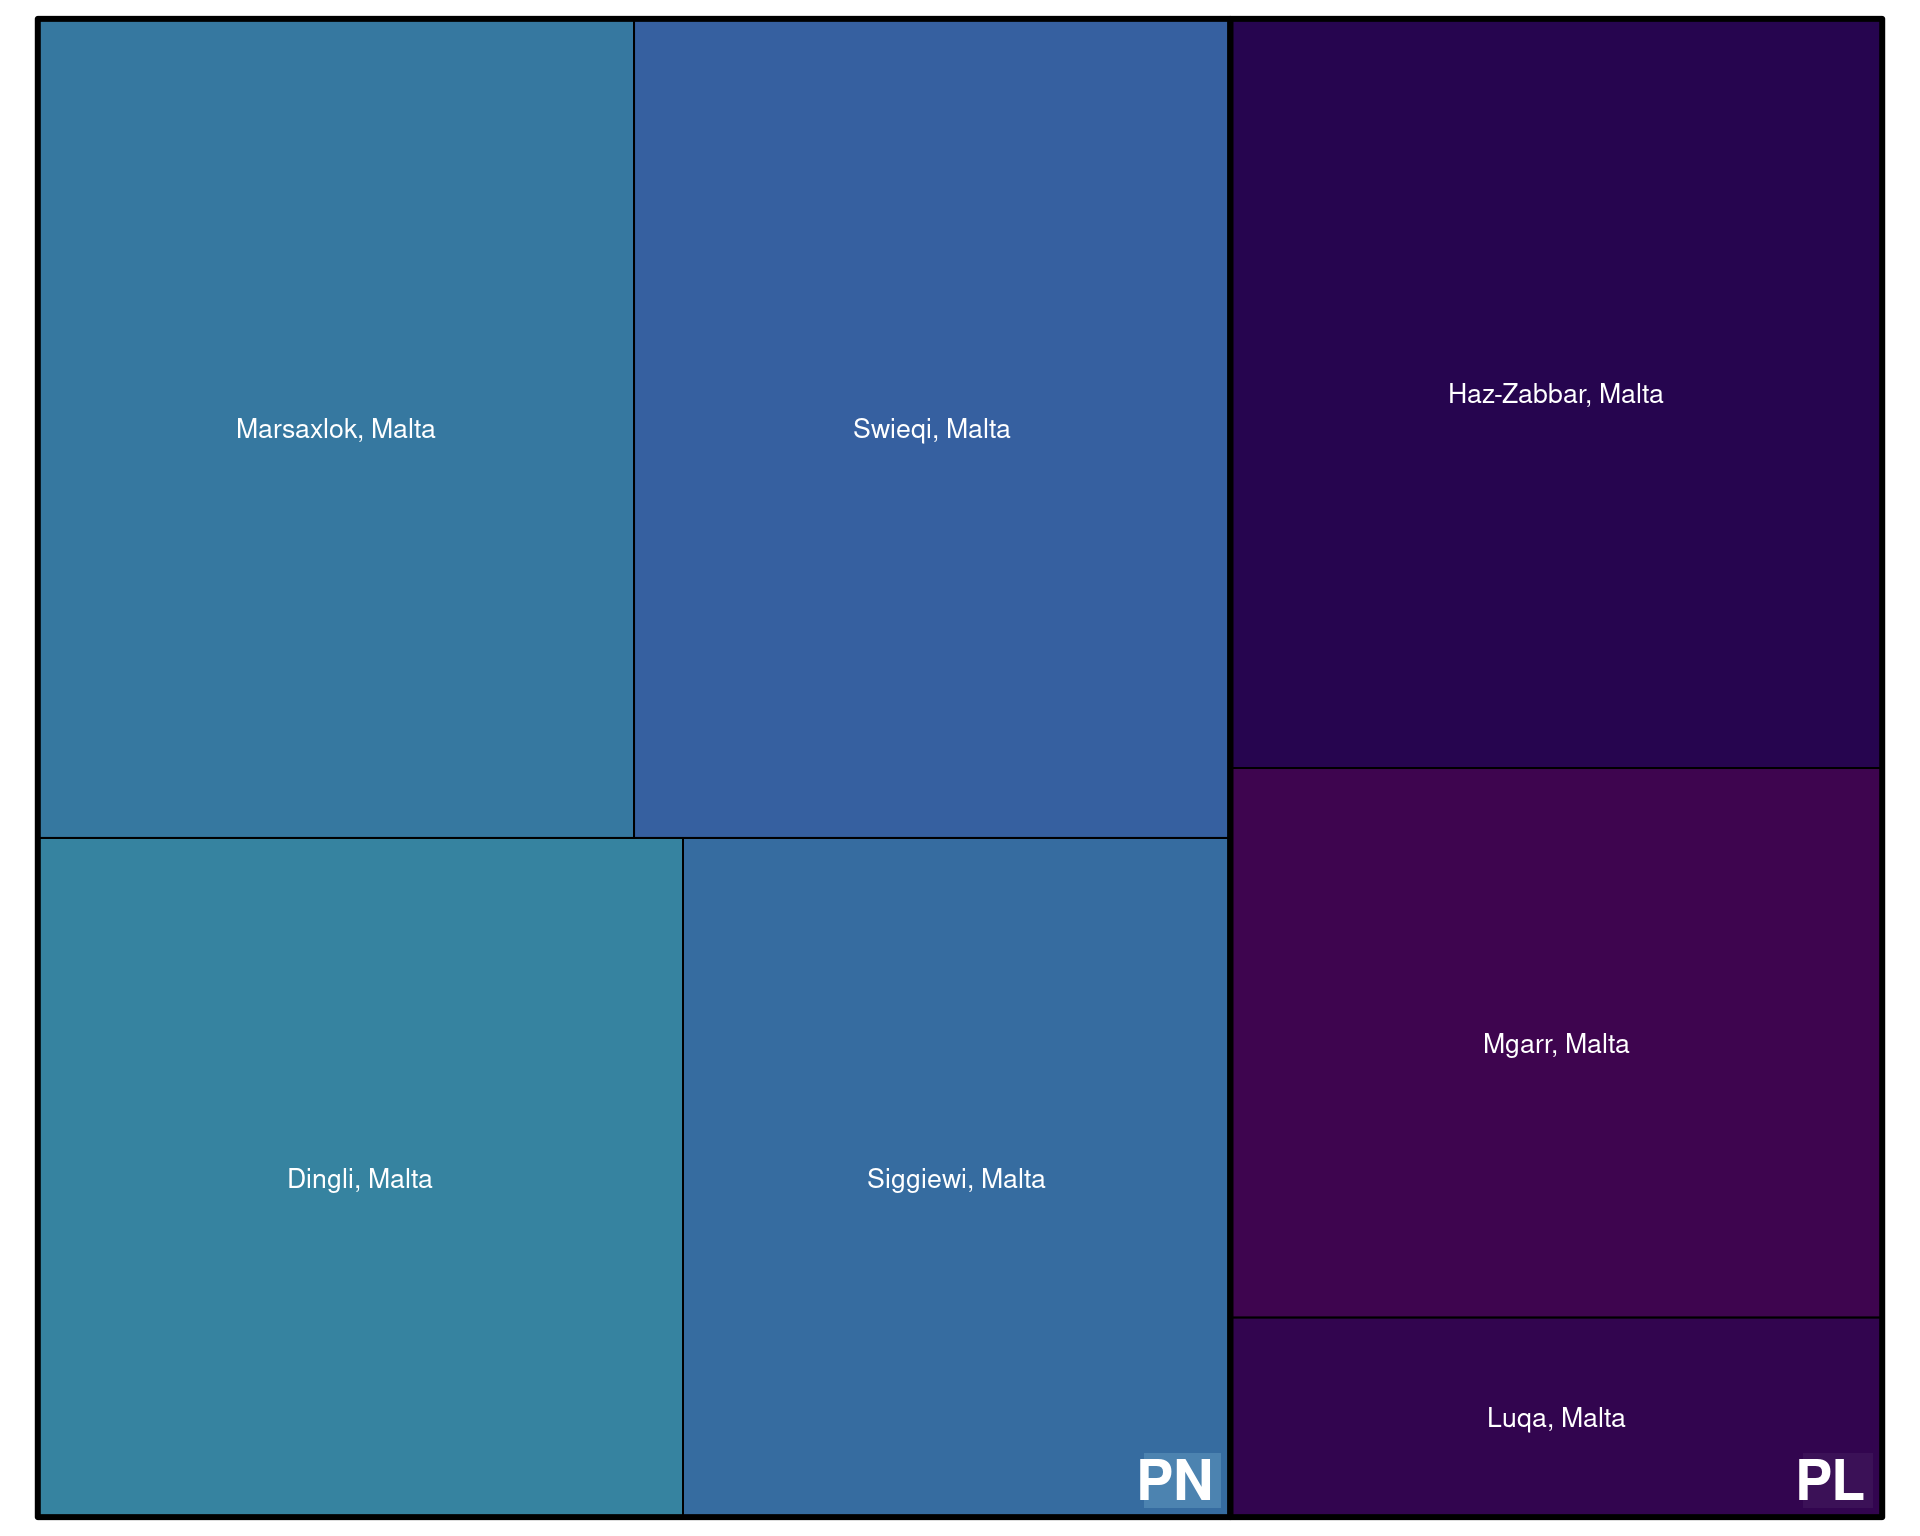 Marsaxlok, Malta
Swieqi, Malta
Haz-Zabbar, Malta
Mgarr, Malta
Dingli, Malta
Siggiewi, Malta
Luqa, Malta
PN
PL